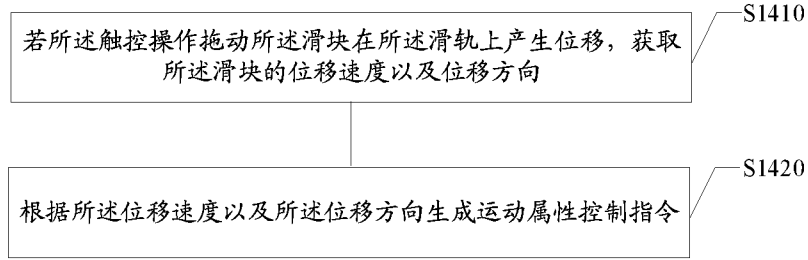 S1410
若所述触控操作拖动所述滑块在所述滑轨上产生位移，获取
所述滑块的位移速度以及位移方向
S1420
根据所述位移速度以及所述位移方向生成运动属性控制指令